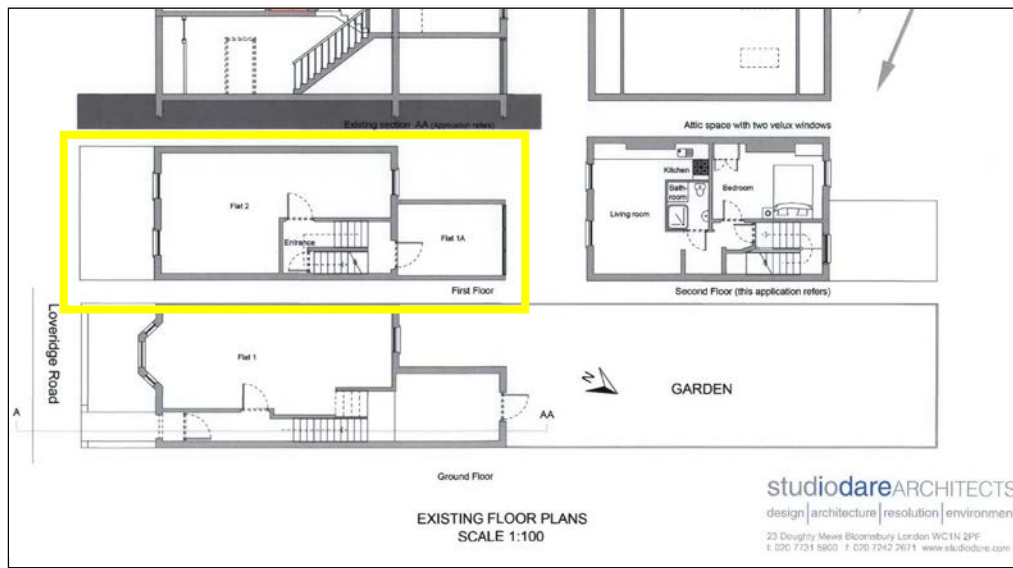 Existing section AA (Application refers)
Attic space with two velux windows
Flat 2
Entrance
Flat 1A
First Floor
Kitchen
Bath-
room
Bedroom
Living room
Second Floor (this application refers)
Loveridge Road
Flat 1
A
AA
N
GARDEN
Ground Floor
EXISTING FLOOR PLANS
SCALE 1:100
studiodareARCHITECTS
design|architecture|resolution|environmen
23 Doughty Mews Bloomsbury London WC1N 2PF
t: 020 7731 5900 f: 020 7242 2671 www.studiodare.com